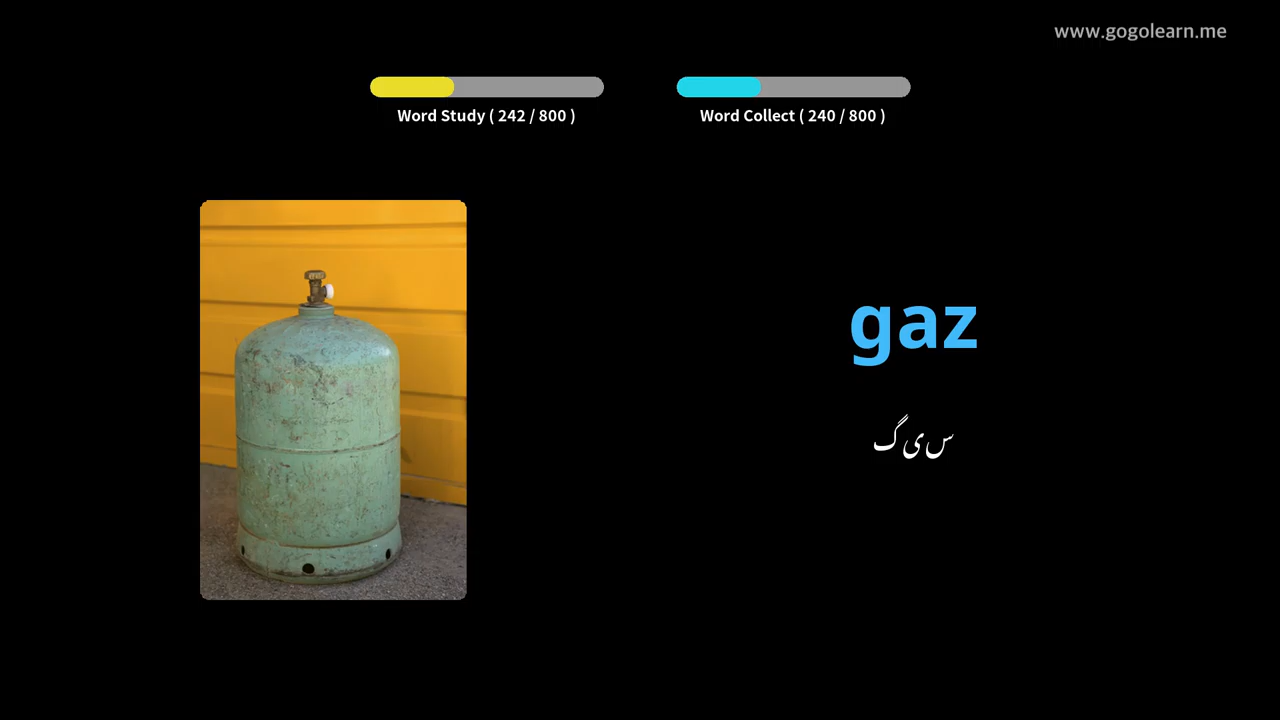 www.gogolearn.me
Word Study ( 242 / 800 )
Word Collect ( 240 / 800 )
gaz
س ی گ